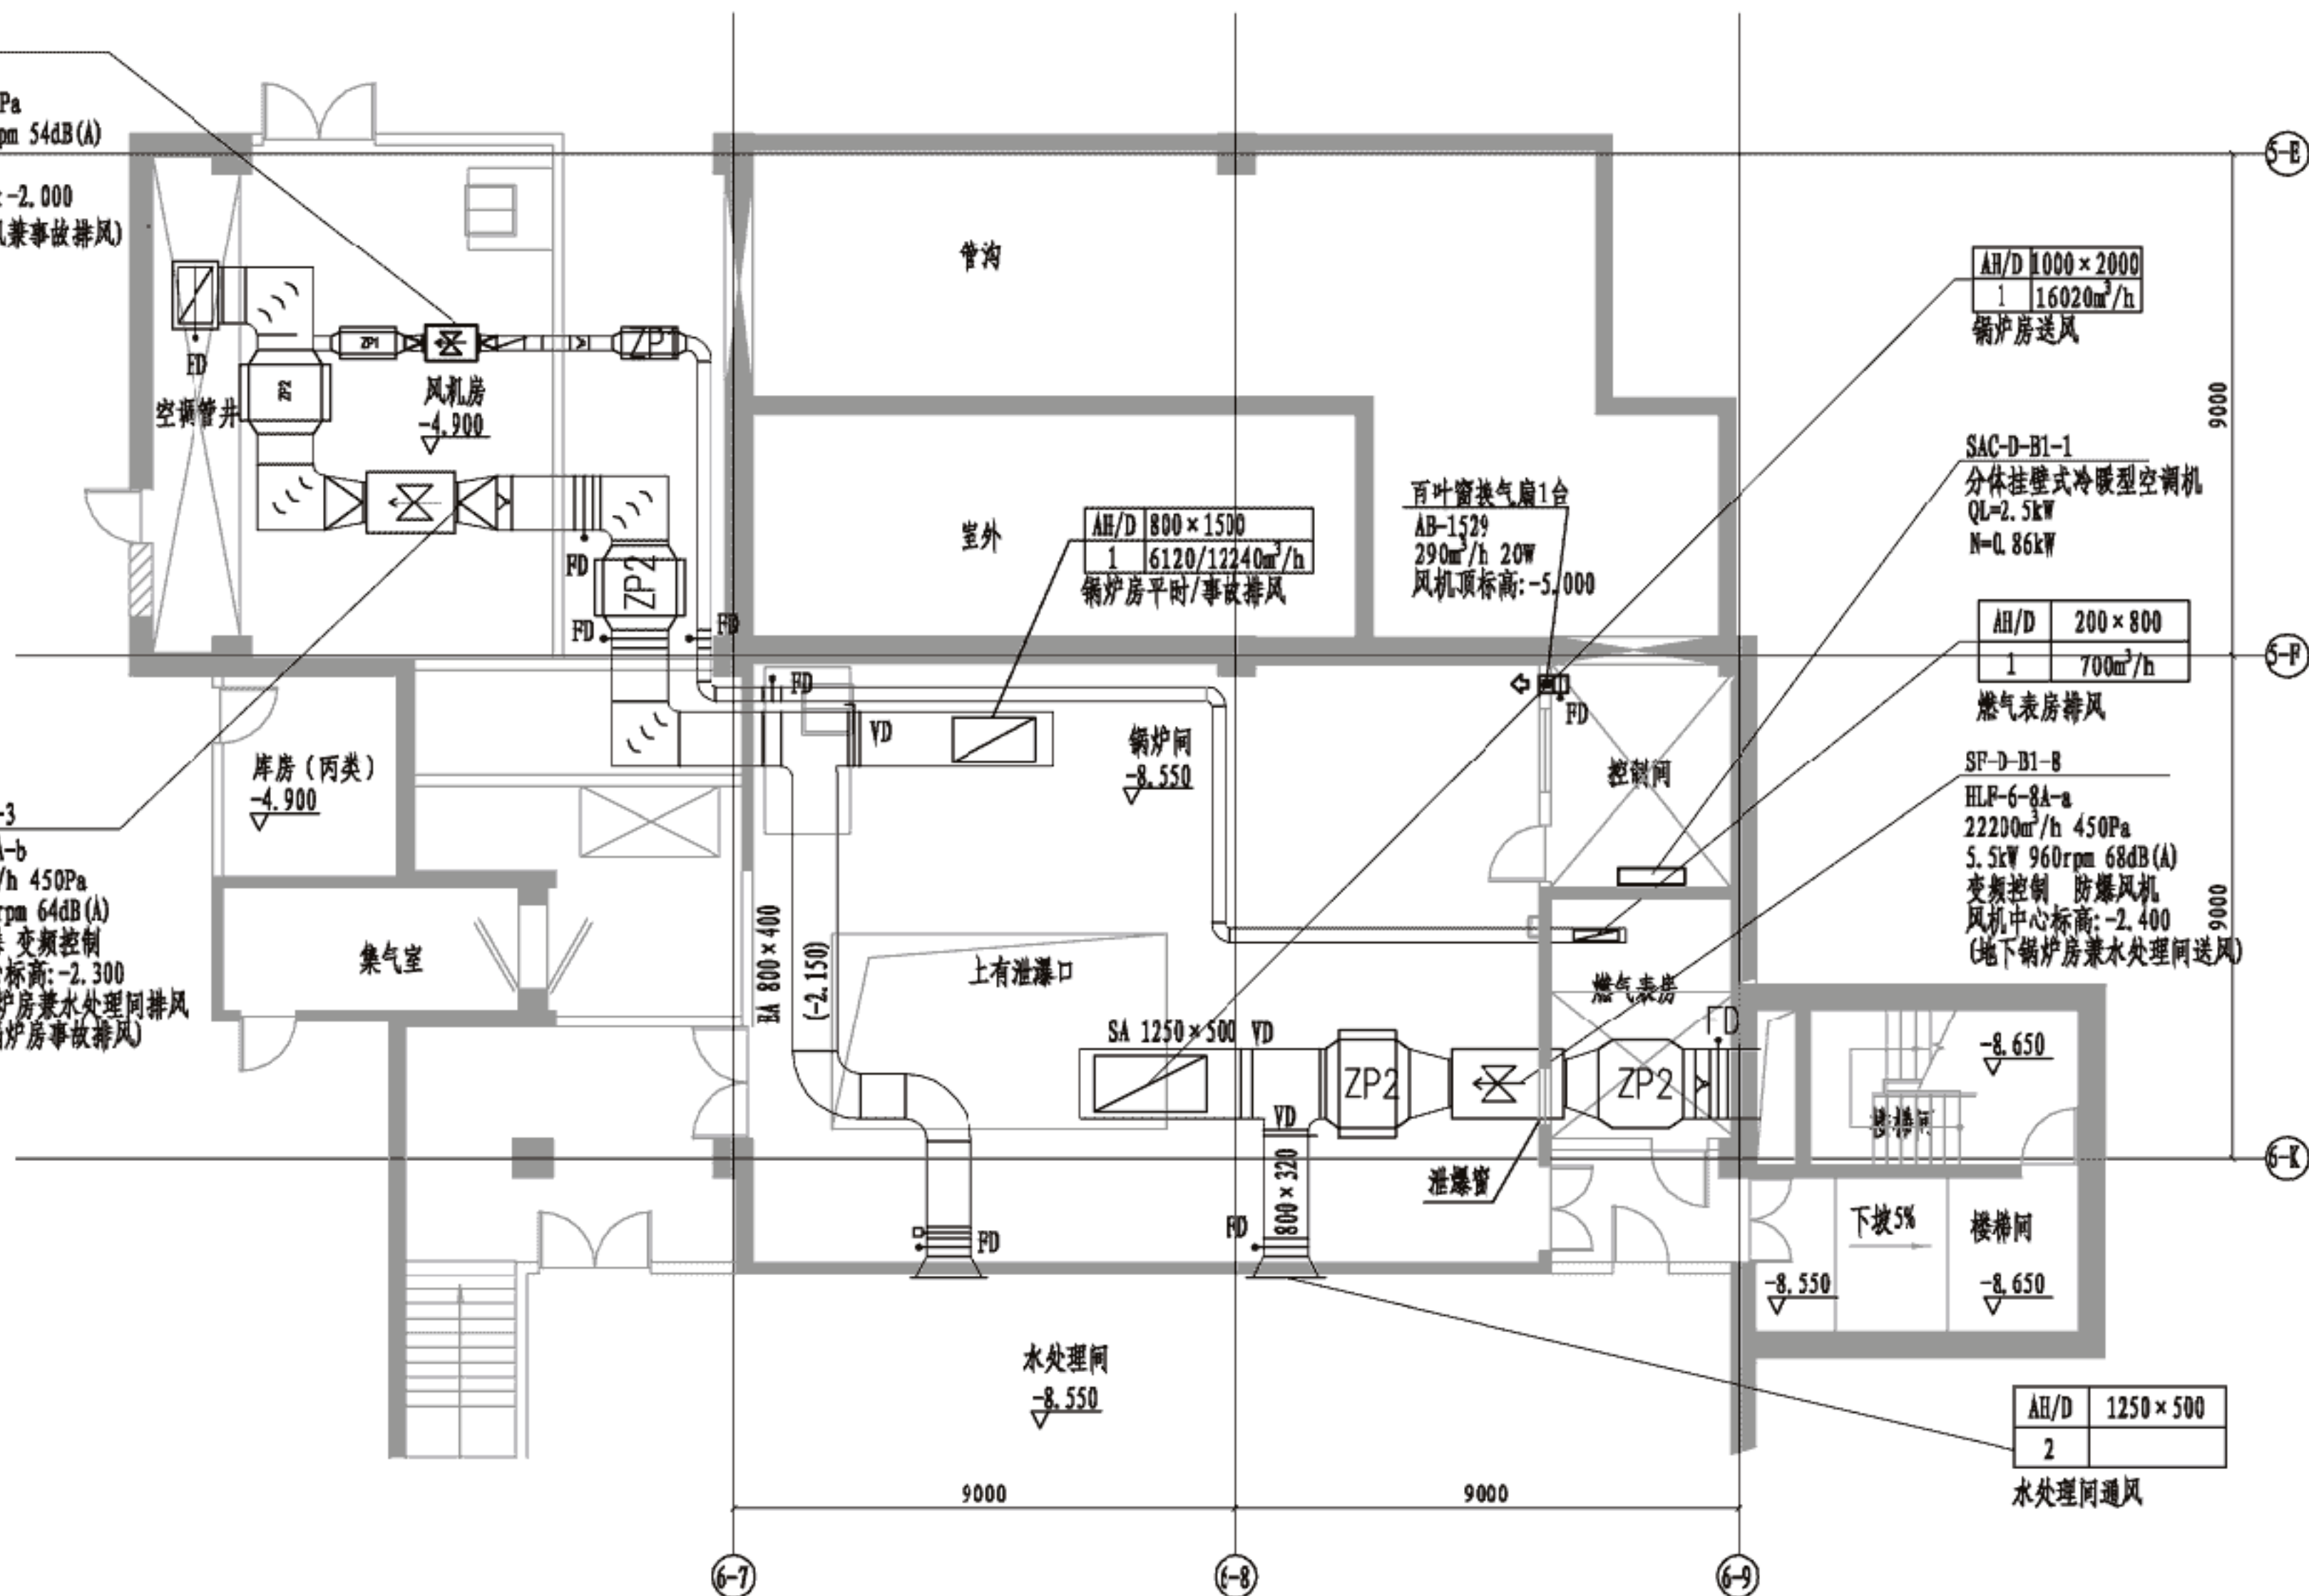 Pa
pm 54dB(A)
:-2.000
几兼事故排风)
FD
ZP1
ZP2
空调管井
风机房
-4.900
FD
FD
ZP2
FD
FD
管沟
室外
AH/D 800×1500
1 6120/12240m³/h
锅炉房平时/事故排风
百叶窗换气扇1台
AB-1529
290m³/h 20W
风机顶标高:-5.000
AH/D 1000×2000
1 16020m³/h
锅炉房送风
SAC-D-B1-1
分体挂壁式冷暖型空调机
QL=2.5kW
N=0.86kW
AH/D 200×800
1 700m³/h
燃气表房排风
SF-D-B1-8
HLF-6-8A-a
22200m³/h 450Pa
5.5kW 960rpm 68dB(A)
变频控制 防爆风机
风机中心标高:-2.400
(地下锅炉房兼水处理间送风)
5-E
9000
5-F
9000
6-K
FD
VD
锅炉间
-8.550
FD
控制间
库房(丙类)
-4.900
-3
A-b
/h 450Pa
rpm 64dB(A)
变频控制
标高:-2.300
炉房兼水处理间排风
锅炉房事故排风)
集气室
EA 800×400
(-2.150)
上有泄瀑口
燃气表房
SA 1250×500 VD
ZP2
ZP2
FD
VD
800×320
FD
FD
泄爆窗
-8.650
楼梯间
下坡5%
楼梯间
-8.550
-8.650
水处理间
-8.550
AH/D 1250×500
2
水处理间通风
9000
9000
6-7
6-8
6-9